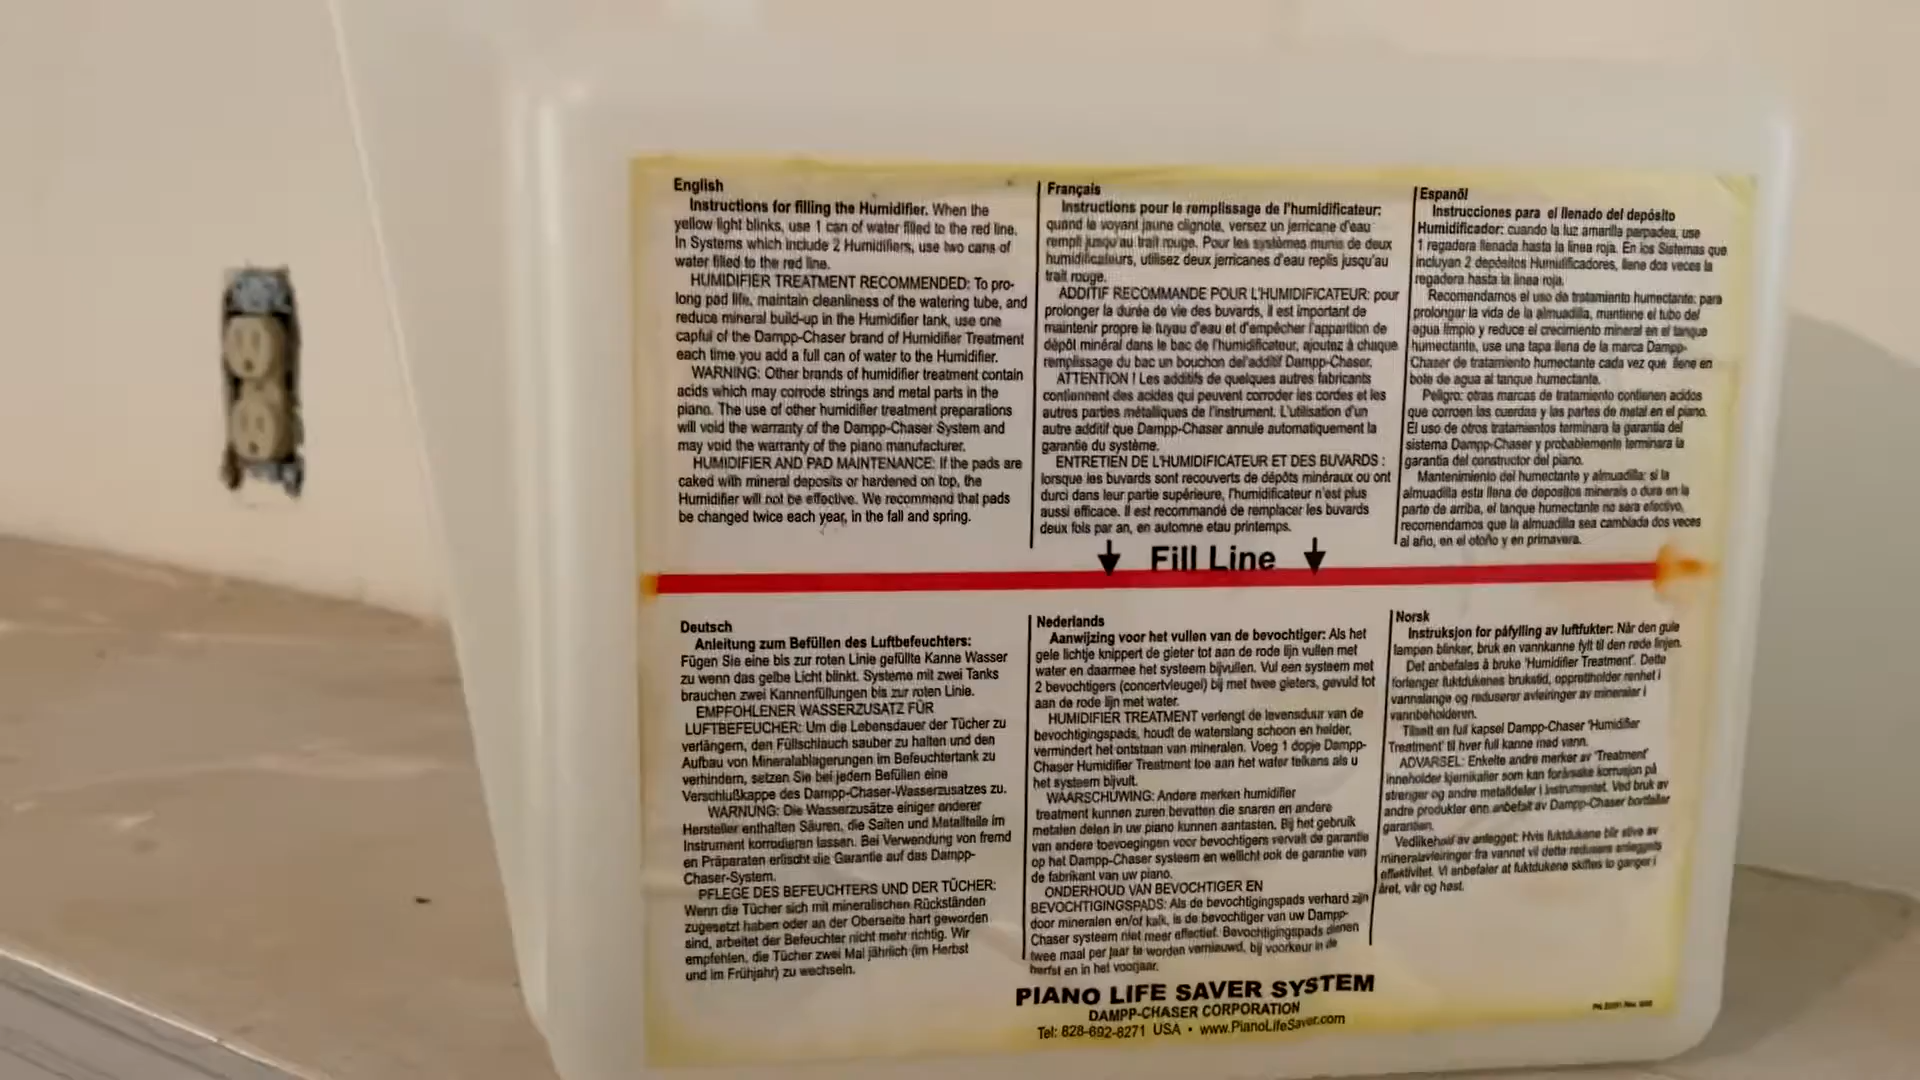 English
Instructions for filling the Humidifier. When the
yellow light blinks, use 1 can of water filled to the red line.
In Systems which include 2 Humidifiers, use two cans of
water filled to the red line.
HUMIDIFIER TREATMENT RECOMMENDED: To pro-
long pad life, maintain cleanliness of the watering tube, and
reduce mineral build-up in the Humidifier tank, use one
capful of the Dampp-Chaser brand of Humidifier Treatment
each time you add a full can of water to the Humidifier.
WARNING: Other brands of humidifier treatment contain
acids which may corrode strings and metal parts in the
piano. The use of other humidifier treatment preparations
will void the warranty of the Dampp-Chaser System and
may void the warranty of the piano manufacturer.
HUMIDIFIER AND PAD MAINTENANCE: If the pads are
caked with mineral deposits or hardened on top, the
Humidifier will not be effective. We recommend that pads
be changed twice each year, in the fall and spring.
Français
Instructions pour le remplissage de l'humidificateur:
quand le voyant jaune clignote, versez un jerricane d'eau
rempli jusqu'au trait rouge. Pour les systèmes munis de deux
humidificateurs, utilisez deux jerricanes d'eau replis jusqu'au
trait rouge.
ADDITIF RECOMMANDE POUR L'HUMIDIFICATEUR: pour
prolonger la durée de vie des buvards, il est important de
maintenir propre le tuyau d'eau et d'empêcher l'apparition de
dépôt minéral dans le bac de l'humidificateur, ajoutez à chaque
remplissage du bac un bouchon del'additif Dampp-Chaser.
ATTENTION ! Les additifs de quelques autres fabricants
contiennent des acides qui peuvent corroder les cordes et les
autres parties métalliques de l'instrument. L'utilisation d'un
autre additif que Dampp-Chaser annule automatiquement la
garantie du système.
ENTRETIEN DE L'HUMIDIFICATEUR ET DES BUVARDS :
lorsque les buvards sont recouverts de dépôts minéraux ou ont
durci dans leur partie supérieure, l'humidificateur n'est plus
aussi efficace. Il est recommandé de remplacer les buvards
deux fois par an, en automne etau printemps.
Espanõl
Instrucciones para el llenado del depósito
Humidificador: cuando la luz amarilla parpadea, use
1 regadera llenada hasta la linea roja. En los Sistemas que
incluyan 2 depósitos Humidificadores, llene dos veces la
regadera hasta la linea roja.
Recomendamos el uso de tratamiento humectante: para
prolongar la vida de la almuadilla, mantiene el tubo del
agua limpio y reduce el crecimiento mineral en el tanque
humectante, use una tapa llena de la marca Dampp-
Chaser de tratamiento humectante cada vez que llene en
bote de agua al tanque humectante.
Peligro: otras marcas de tratamiento contienen acidos
que corroen las cuerdas y las partes de metal en el piano.
El uso de otros tratamientos terminara la garantia del
sistema Dampp-Chaser y probablemente terminara la
garantia del constructor del piano.
Mantenimiento del humectante y almuadilla: si la
almuadilla esta llena de depositos minerals o dura en la
parte de arriba, el tanque humectante no sera efectivo,
recomendamos que la almuadilla sea cambiada dos veces
al año, en el otoño y en primavera.
Fill Line
Deutsch
Anleitung zum Befüllen des Luftbefeuchters:
Fügen Sie eine bis zur roten Linie gefüllte Kanne Wasser
zu wenn das gelbe Licht blinkt. Systeme mit zwei Tanks
brauchen zwei Kannenfüllungen bis zur roten Linie.
EMPFOHLENER WASSERZUSATZ FÜR
LUFTBEFEUCHER: Um die Lebensdauer der Tücher zu
verlängern, den Füllschlauch sauber zu halten und den
Aufbau von Mineralablagerungen im Befeuchtertank zu
verhindern, setzen Sie bei jedem Befüllen eine
Verschlußkappe des Dampp-Chaser-Wasserzusatzes zu.
WARNUNG: Die Wasserzusätze einiger anderer
Hersteller enthalten Säuren, die Saiten und Metallteile im
Instrument korrodieren lassen. Bei Verwendung von fremd
en Präparaten erlischt die Garantie auf das Dampp-
Chaser-System.
PFLEGE DES BEFEUCHTERS UND DER TÜCHER:
Wenn die Tücher sich mit mineralischen Rückständen
zugesetzt haben oder an der Oberseite hart geworden
sind, arbeitet der Befeuchter nicht mehr richtig. Wir
empfehlen, die Tücher zwei Mal jährlich (im Herbst
und im Frühjahr) zu wechseln.
Nederlands
Aanwijzing voor het vullen van de bevochtiger: Als het
gele lichtje knippert de gieter tot aan de rode lijn vullen met
water en daarmee het systeem bijvullen. Vul een systeem met
2 bevochtigers (concertvleugel) bij met twee gieters, gevuld tot
aan de rode lijn met water.
HUMIDIFIER TREATMENT verlengt de levensduur van de
bevochtigingspads, houdt de waterslang schoon en helder,
vermindert het ontstaan van mineralen. Voeg 1 dopje Dampp-
Chaser Humidifier Treatment toe aan het water telkens als u
het systeem bijvult.
WAARSCHUWING: Andere merken humidifier
treatment kunnen zuren bevatten die snaren en andere
metalen delen in uw piano kunnen aantasten. Bij het gebruik
van andere toevoegingen voor bevochtigers vervalt de garantie
op het Dampp-Chaser systeem en wellicht ook de garantie van
de fabrikant van uw piano.
ONDERHOUD VAN BEVOCHTIGER EN
BEVOCHTIGINGSPADS: Als de bevochtigingspads verhard zijn
door mineralen en/of kalk, is de bevochtiger van uw Dampp-
Chaser systeem niet meer effectief. Bevochtigingspads dienen
twee maal per jaar te worden vernieuwd, bij voorkeur in de
herfst en in het voorjaar.
Norsk
Instruksjon for påfylling av luftfukter: Når den gule
lampen blinker, bruk en vannkanne fylt til den røde linjen.
Det anbefales å bruke 'Humidifier Treatment'. Dette
forlenger fuktdukenes brukstid, opprettholder renhet i
vannslange og reduserer avleiringer av mineraler i
vannbeholderen.
Tilsett en full kapsel Dampp-Chaser 'Humidifier
Treatment' til hver full kanne med vann.
ADVARSEL: Enkelte andre merker av 'Treatment'
inneholder kjemikalier som kan forårsake korrosjon på
strenger og andre metalldeler i instrumentet. Ved bruk av
andre produkter enn anbefalt av Dampp-Chaser bortfaller
garantien.
Vedlikehold av anlegget: Hvis fuktdukene blir stive av
mineralavleiringer fra vannet vil dette redusere anleggets
effektivitet. Vi anbefaler at fuktdukene skiftes to ganger i
året, vår og høst.
PIANO LIFE SAVER SYSTEM
DAMPP-CHASER CORPORATION
Tel: 828-692-8271 USA • www.PianoLifeSaver.com